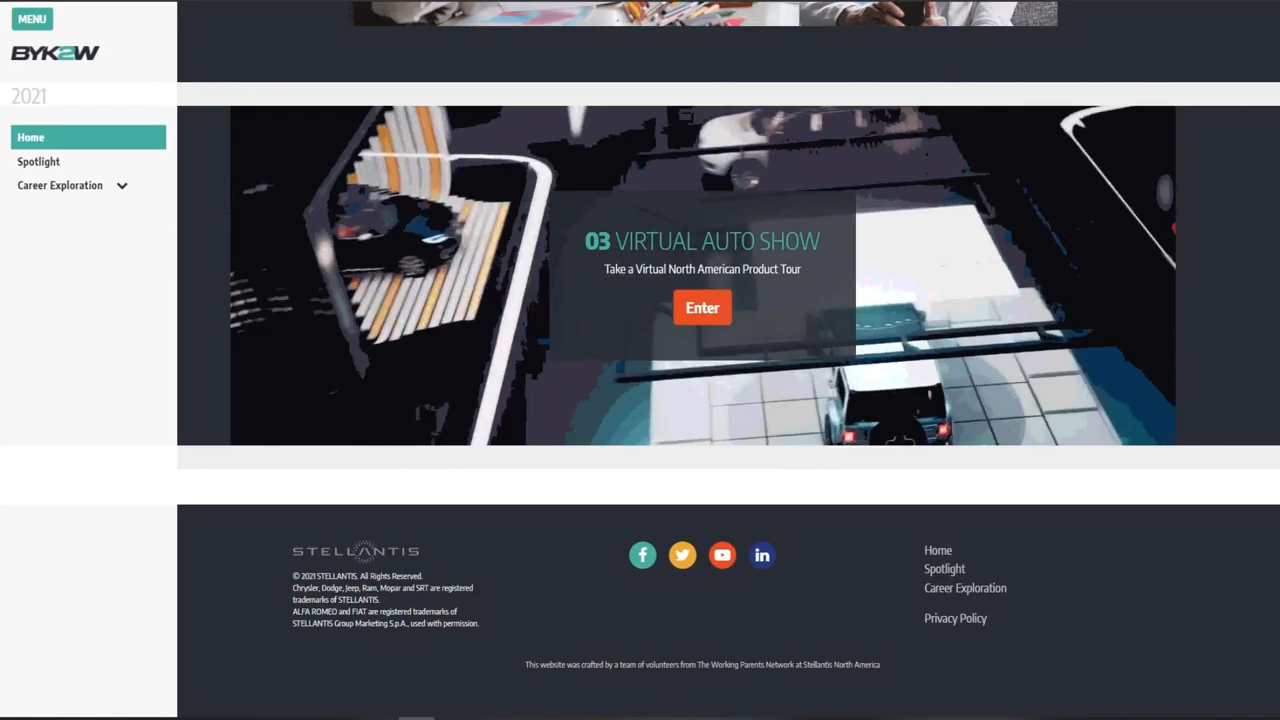 MENU
BYK2W
2021
Home
Spotlight
Career Exploration
03 VIRTUAL AUTO SHOW
Take a Virtual North American Product Tour
Enter
STELLANTIS
© 2021 STELLANTIS. All Rights Reserved.
Chrysler, Dodge, Jeep, Ram, Mopar and SRT are registered
trademarks of STELLANTIS.
ALFA ROMEO and FIAT are registered trademarks of
STELLANTIS Group Marketing S.p.A., used with permission.
f
in
Home
Spotlight
Career Exploration
Privacy Policy
This website was crafted by a team of volunteers from The Working Parents Network at Stellantis North America